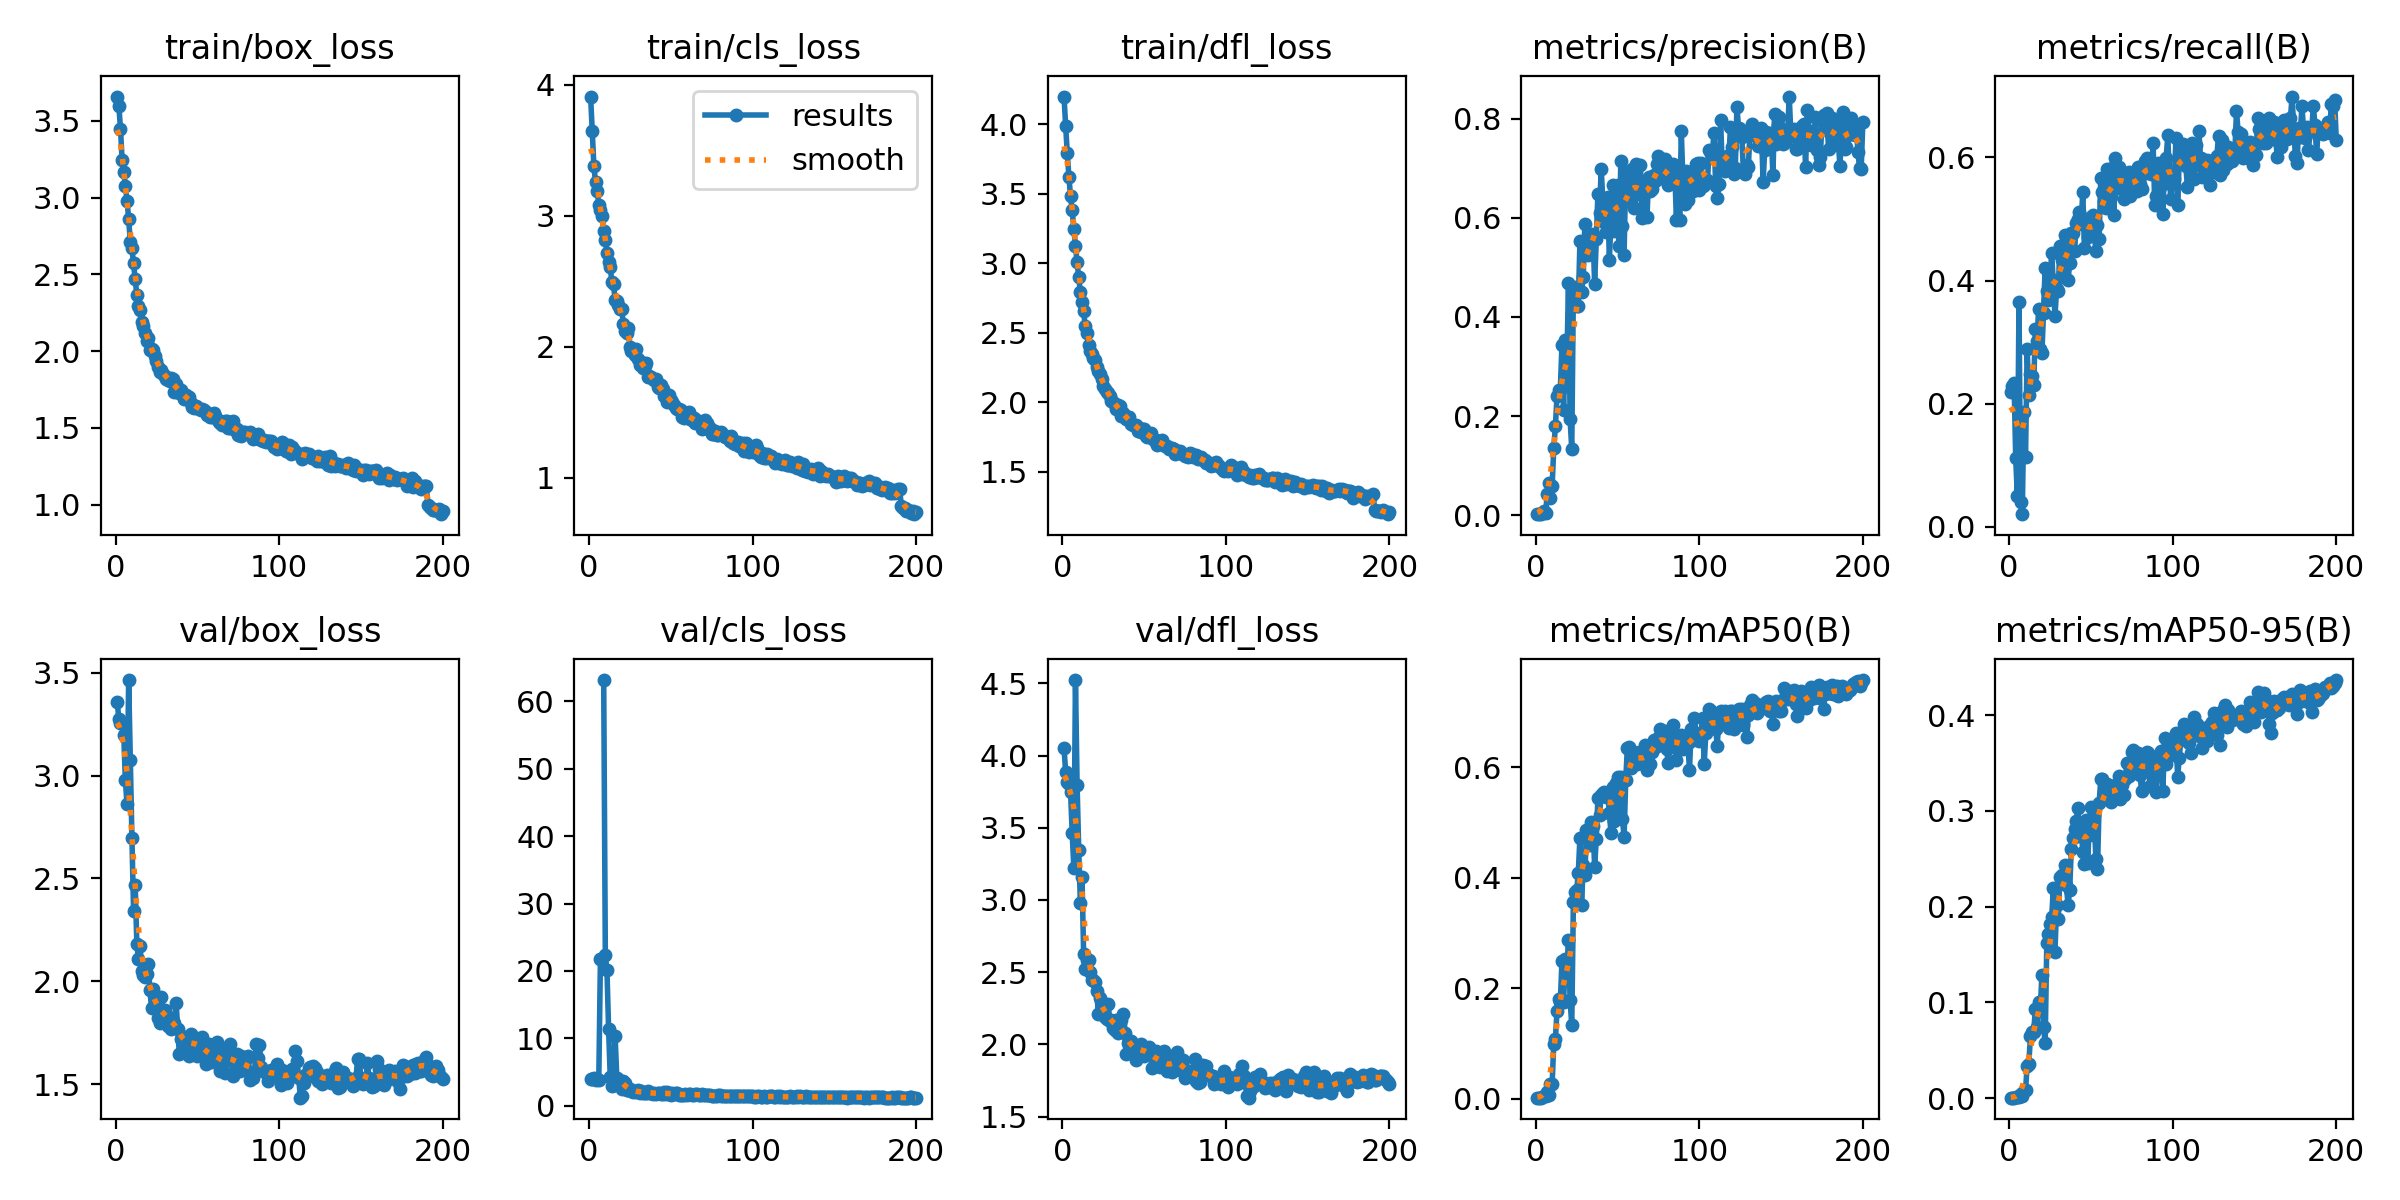 train/box_loss
3.5
3.0
2.5
2.0
1.5
1.0
0 100 200
train/cls_loss
results
smooth
4
3
2
1
0 100 200
train/dfl_loss
4.0
3.5
3.0
2.5
2.0
1.5
0 100 200
metrics/precision(B)
0.8
0.6
0.4
0.2
0.0
0 100 200
metrics/recall(B)
0.6
0.4
0.2
0.0
0 100 200
val/box_loss
3.5
3.0
2.5
2.0
1.5
0 100 200
val/cls_loss
60
50
40
30
20
10
0
0 100 200
val/dfl_loss
4.5
4.0
3.5
3.0
2.5
2.0
1.5
0 100 200
metrics/mAP50(B)
0.6
0.4
0.2
0.0
0 100 200
metrics/mAP50-95(B)
0.4
0.3
0.2
0.1
0.0
0 100 200